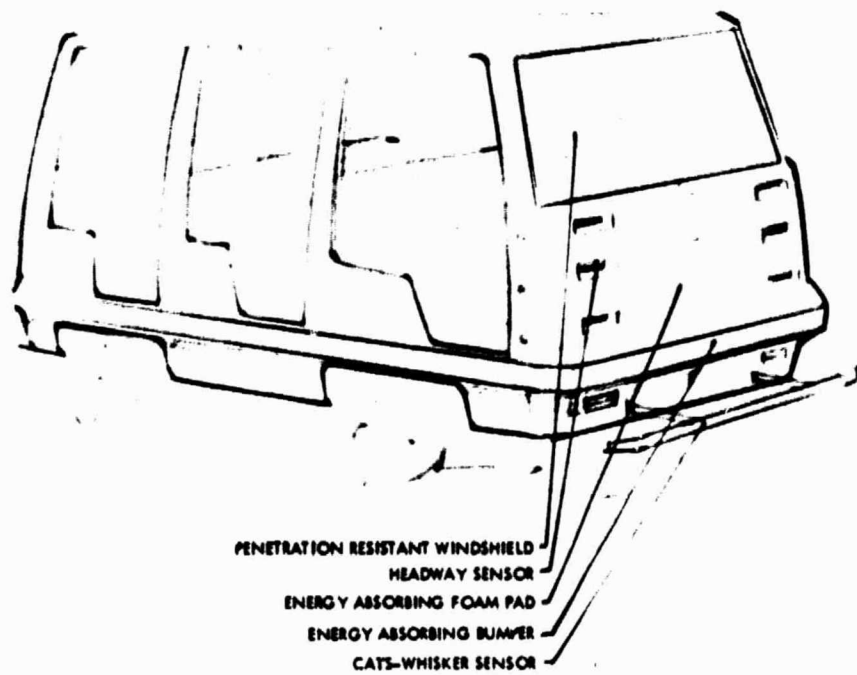 PENETRATION RESISTANT WINDSHIELD
HEADWAY SENSOR
ENERGY ABSORBING FOAM PAD
ENERGY ABSORBING BUMPER
CATS-WHISKER SENSOR